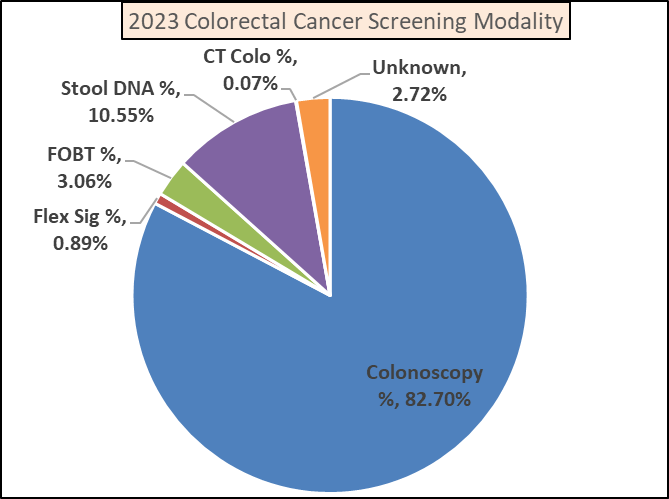 2023 Colorectal Cancer Screening Modality
CT Colo %,
0.07%
Unknown,
2.72%
Stool DNA %,
10.55%
FOBT %,
3.06%
Flex Sig %,
0.89%
Colonoscopy
%, 82.70%